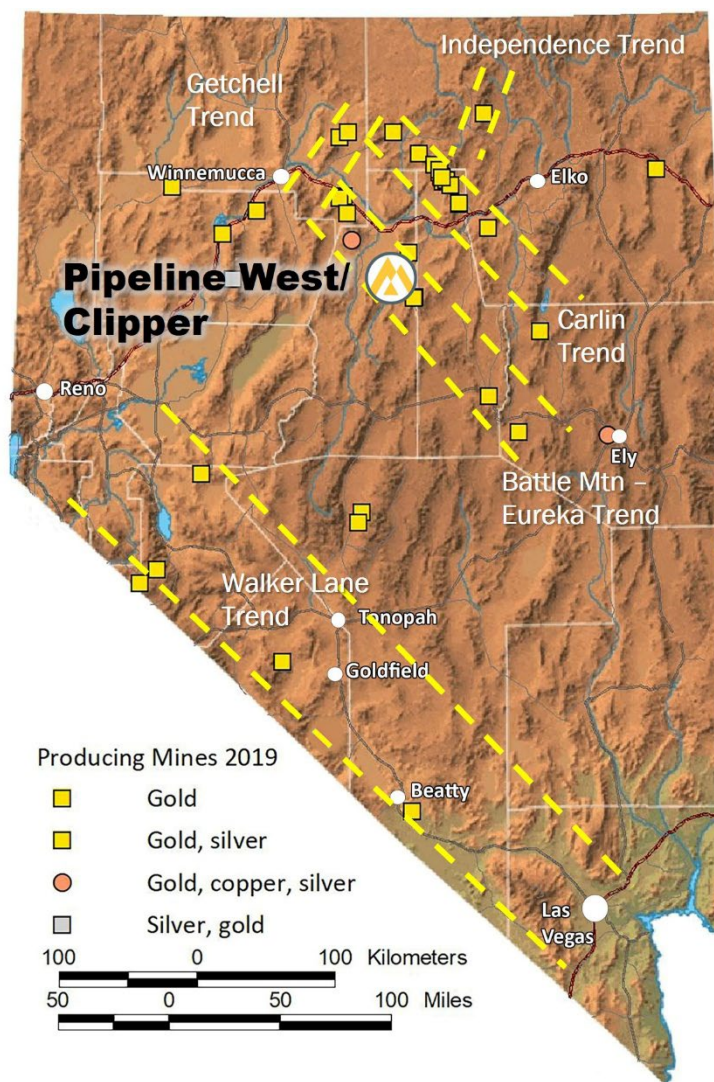 Independence Trend
Getchell
Trend
Winnemucca
Elko
Pipeline West/
Clipper
Carlin
Trend
Reno
Ely
Battle Mtn –
Eureka Trend
Walker Lane
Trend
Tonopah
Goldfield
Producing Mines 2019
Gold
Beatty
Gold, silver
Gold, copper, silver
Silver, gold
Las
Vegas
100 0 100 Kilometers
50 0 50 100 Miles